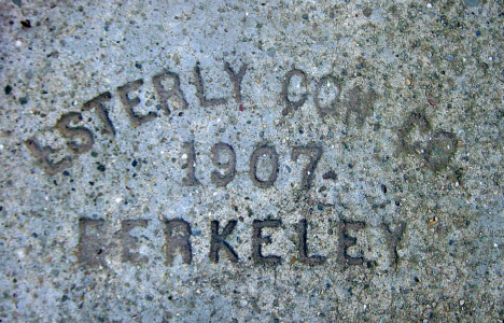 ESTERLY CON. CO.
1907.
BERKELEY